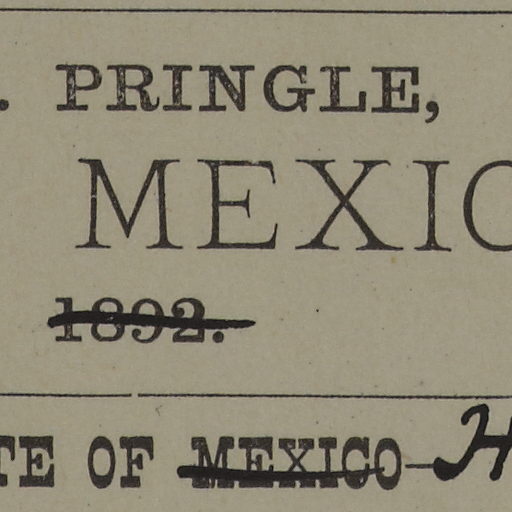 . PRINGLE,
MEXIC
1892.
TE OF MEXICO H